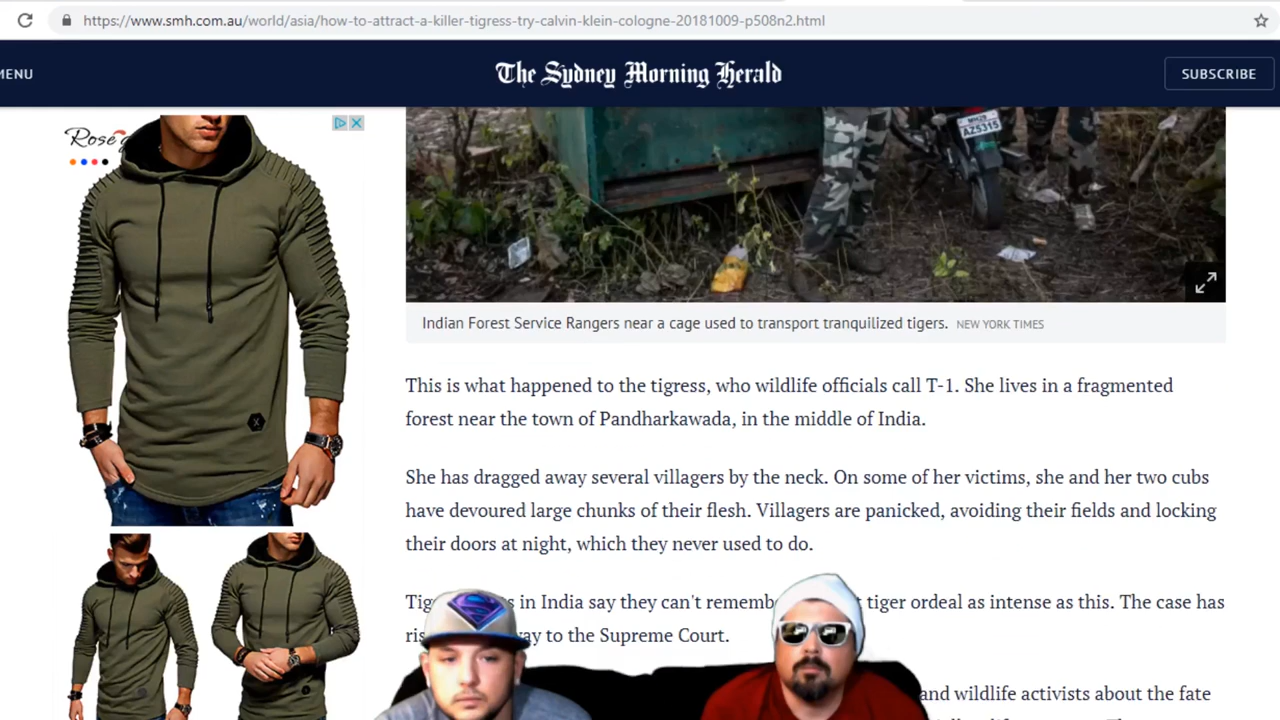 https://www.smh.com.au/world/asia/how-to-attract-a-killer-tigress-try-calvin-klein-cologne-20181009-p508n2.html
MENU
The Sydney Morning Herald
SUBSCRIBE
MH29
AZ5315
Indian Forest Service Rangers near a cage used to transport tranquilized tigers. NEW YORK TIMES
This is what happened to the tigress, who wildlife officials call T-1. She lives in a fragmented
forest near the town of Pandharkawada, in the middle of India.
She has dragged away several villagers by the neck. On some of her victims, she and her two cubs
have devoured large chunks of their flesh. Villagers are panicked, avoiding their fields and locking
their doors at night, which they never used to do.
in India say they can't tiger ordeal as intense as this. The case has
to the Supreme Court.
and wildlife activists about the fate